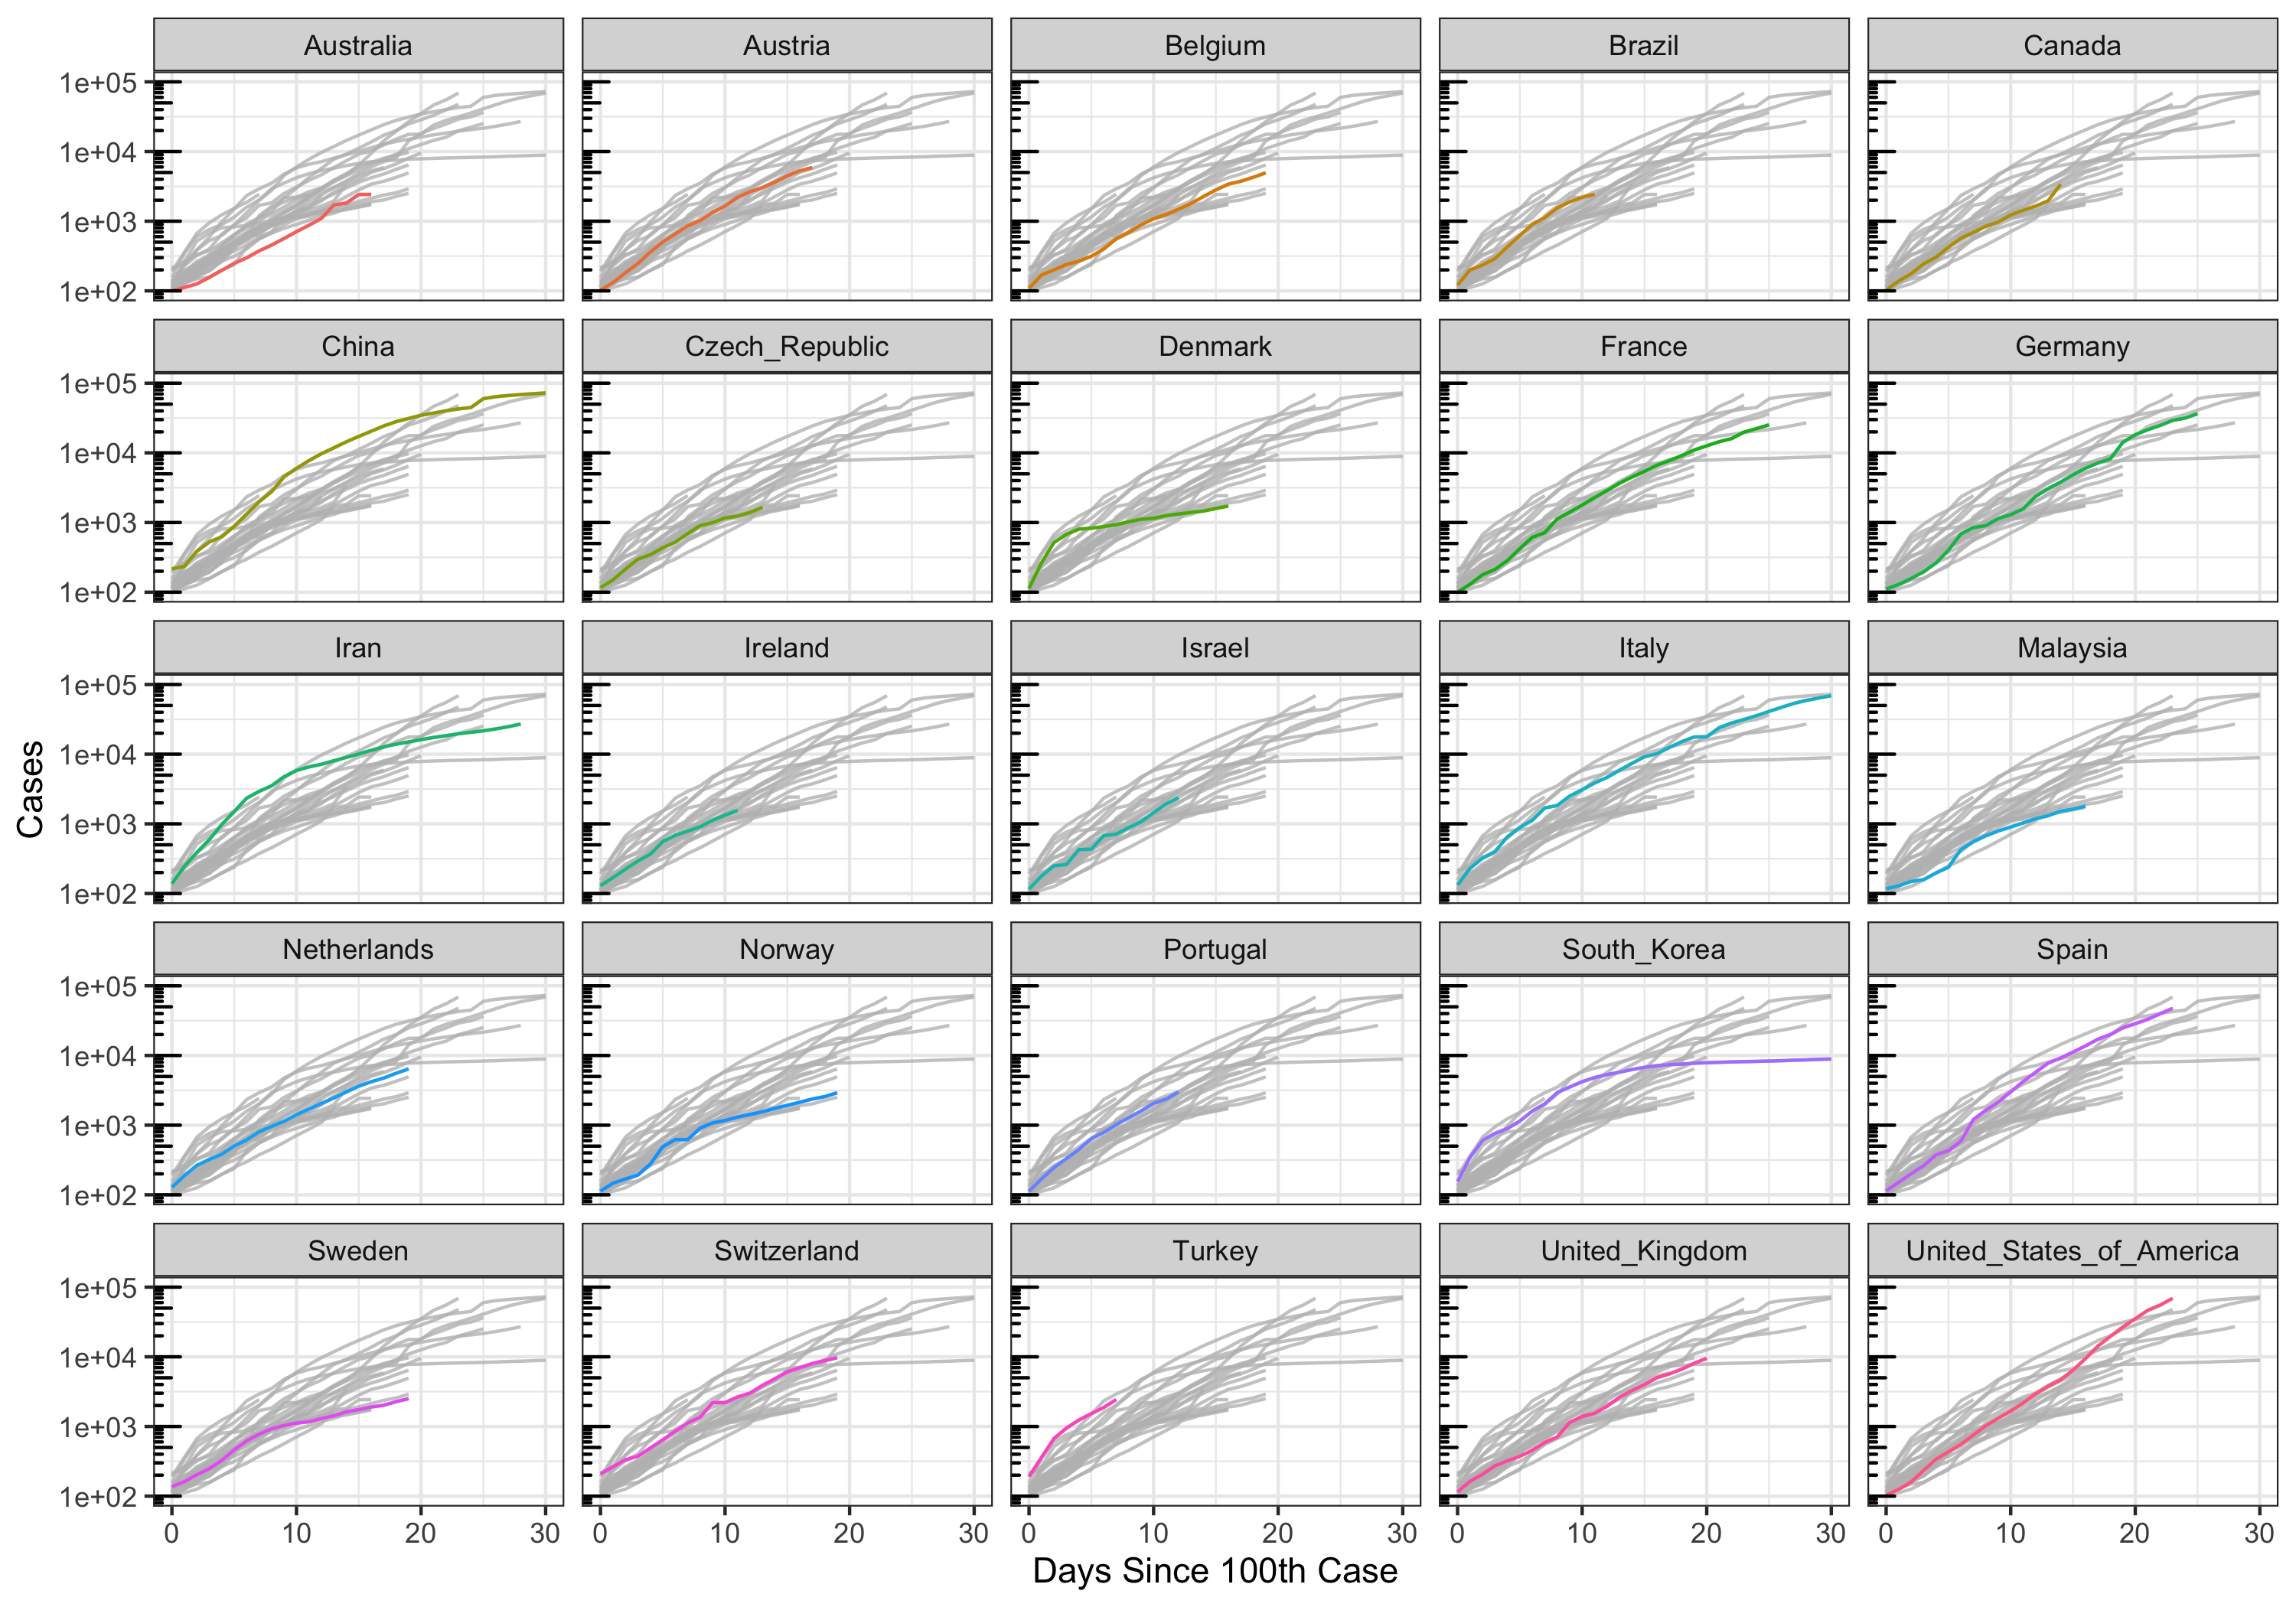 Australia Austria Belgium Brazil Canada
1e+05
1e+04
1e+03
1e+02
China Czech_Republic Denmark France Germany
1e+05
1e+04
1e+03
1e+02
Iran Ireland Israel Italy Malaysia
1e+05
1e+04
1e+03
1e+02
Cases
Netherlands Norway Portugal South_Korea Spain
1e+05
1e+04
1e+03
1e+02
Sweden Switzerland Turkey United_Kingdom United_States_of_America
1e+05
1e+04
1e+03
1e+02
0 10 20 30 0 10 20 30 0 10 20 30 0 10 20 30 0 10 20 30
Days Since 100th Case